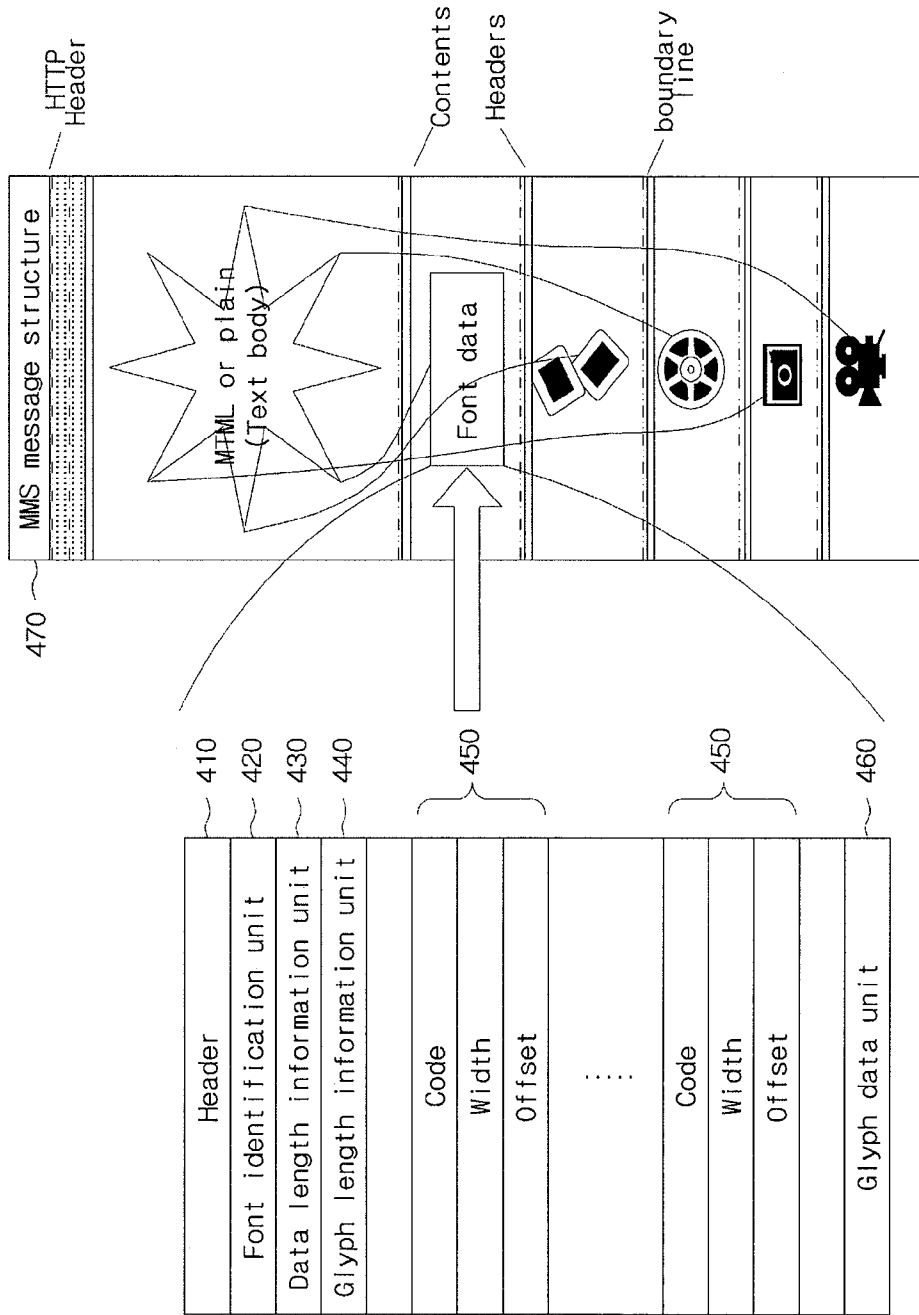 MMS message structure
470
HTTP
Header
MTML or plain
(Text body)
Contents
Font data
Headers
boundary
line
Header
410
Font identification unit
420
Data length information unit
430
Glyph length information unit
440
Code
Width
Offset
450
.....
Code
Width
Offset
450
Glyph data unit
460